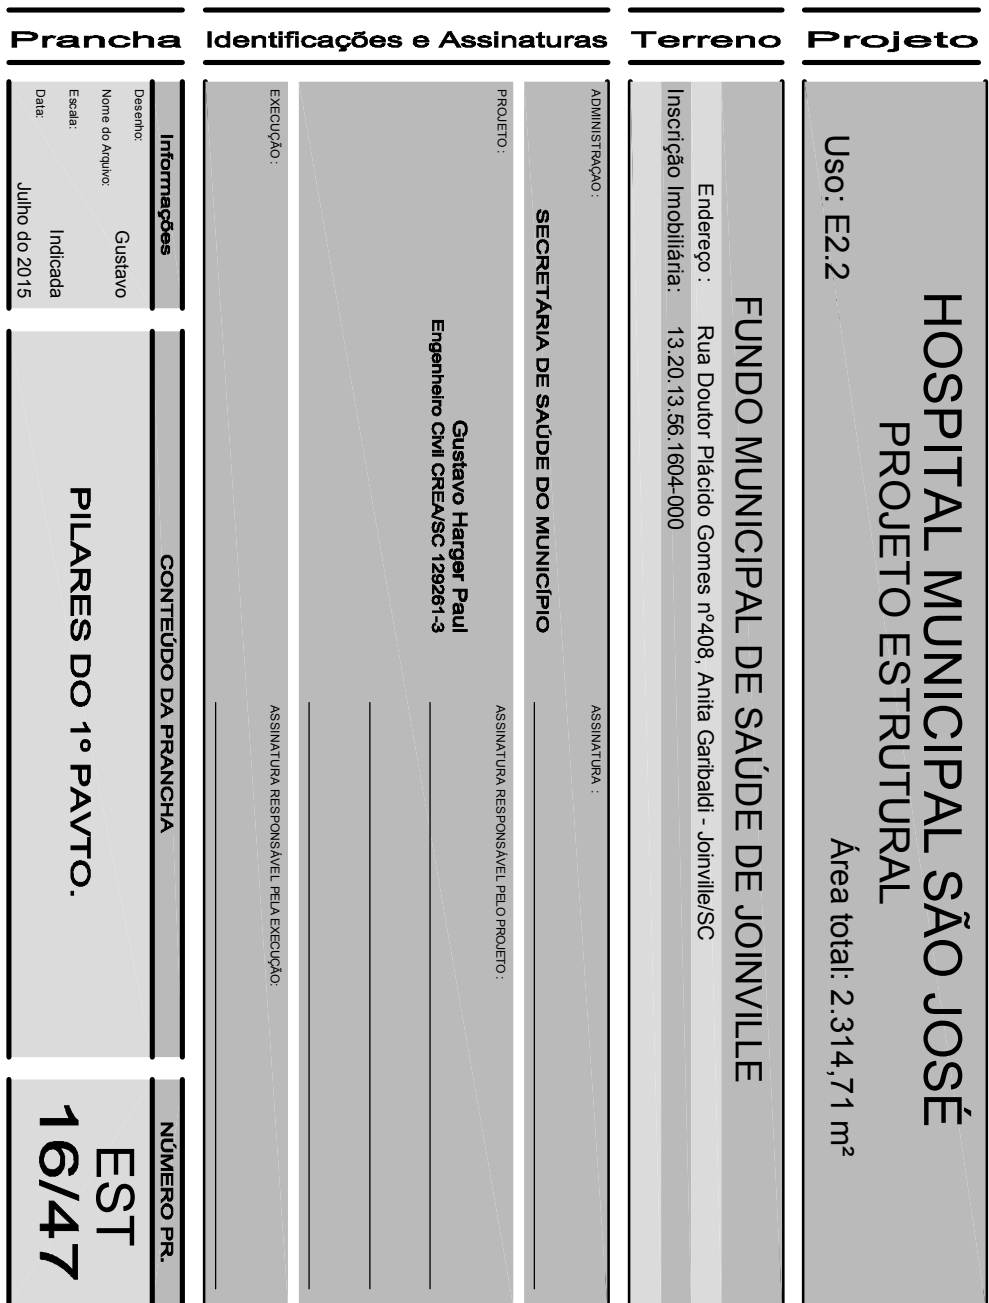 Projeto
HOSPITAL MUNICIPAL SÃO JOSÉ
PROJETO ESTRUTURAL
Uso: E2.2
Área total: 2.314,71 m²
Terreno
FUNDO MUNICIPAL DE SAÚDE DE JOINVILLE
Endereço : Rua Doutor Plácido Gomes nº408, Anita Garibaldi - Joinville/SC
Inscrição Imobiliária: 13.20.13.56.1604-000
Identificações e Assinaturas
ADMINISTRAÇAO :
ASSINATURA :
SECRETÁRIA DE SAÚDE DO MUNICÍPIO
PROJETO :
ASSINATURA RESPONSÁVEL PELO PROJETO :
Gustavo Harger Paul
Engenheiro Civil CREA/SC 129261-3
EXECUÇÃO :
ASSINATURA RESPONSÁVEL PELA EXECUÇÃO:
Prancha
Informações
Desenho: Gustavo
Nome do Arquivo:
Escala: Indicada
Data: Julho do 2015
CONTEÚDO DA PRANCHA
PILARES DO 1º PAVTO.
NÚMERO PR.
EST
16/47